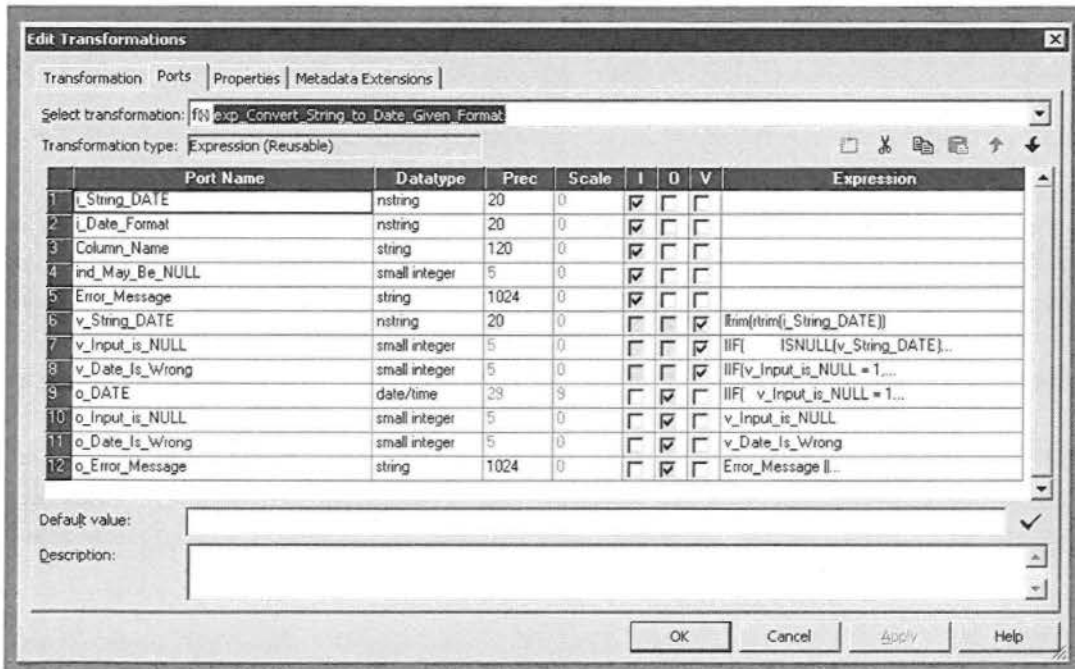 Edit Transformations
Transformation Ports Properties Metadata Extensions
Select transformation: f(x) exp_Convert_String_to_Date_Given_Format
Transformation type: Expression (Reusable)
Port Name Datatype Prec Scale I O V Expression
1 i_String_DATE nstring 20 0
2 i_Date_Format nstring 20 0
3 Column_Name string 120 0
4 ind_May_Be_NULL small integer 5 0
5 Error_Message string 1024 0
6 v_String_DATE nstring 20 0 ltrim(rtrim(i_String_DATE))
7 v_Input_is_NULL small integer 5 0 IIF( ISNULL(v_String_DATE)...
8 v_Date_Is_Wrong small integer 5 0 IIF(v_Input_is_NULL = 1,...
9 o_DATE date/time 29 9 IIF( v_Input_is_NULL = 1...
10 o_Input_is_NULL small integer 5 0 v_Input_is_NULL
11 o_Date_Is_Wrong small integer 5 0 v_Date_Is_Wrong
12 o_Error_Message string 1024 0 Error_Message ||...
Default value:
Description:
OK Cancel Apply Help